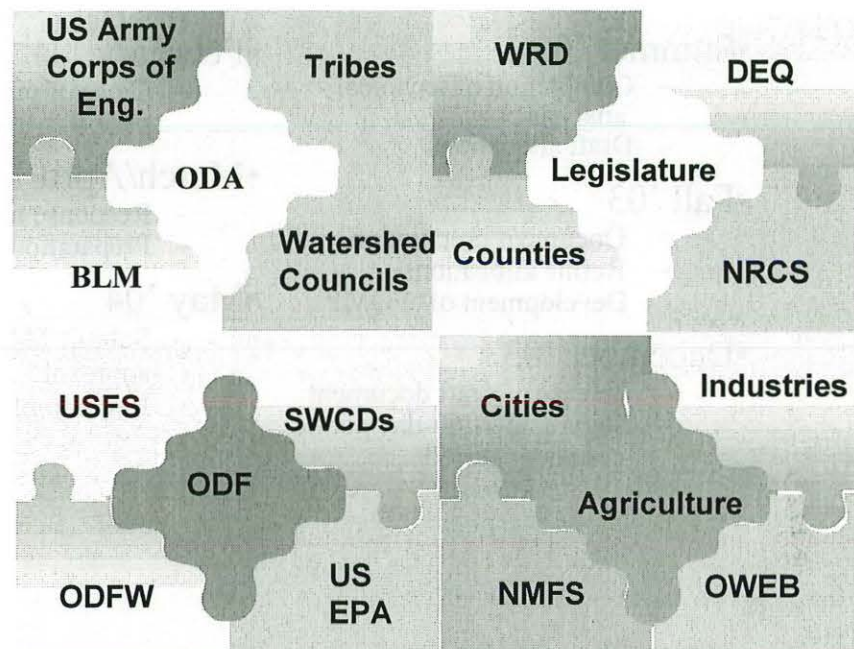 US Army
Corps of
Eng.
Tribes
WRD
DEQ
ODA
Legislature
BLM
Watershed
Councils
Counties
NRCS
USFS
SWCDs
Cities
Industries
ODF
Agriculture
ODFW
US
EPA
NMFS
OWEB